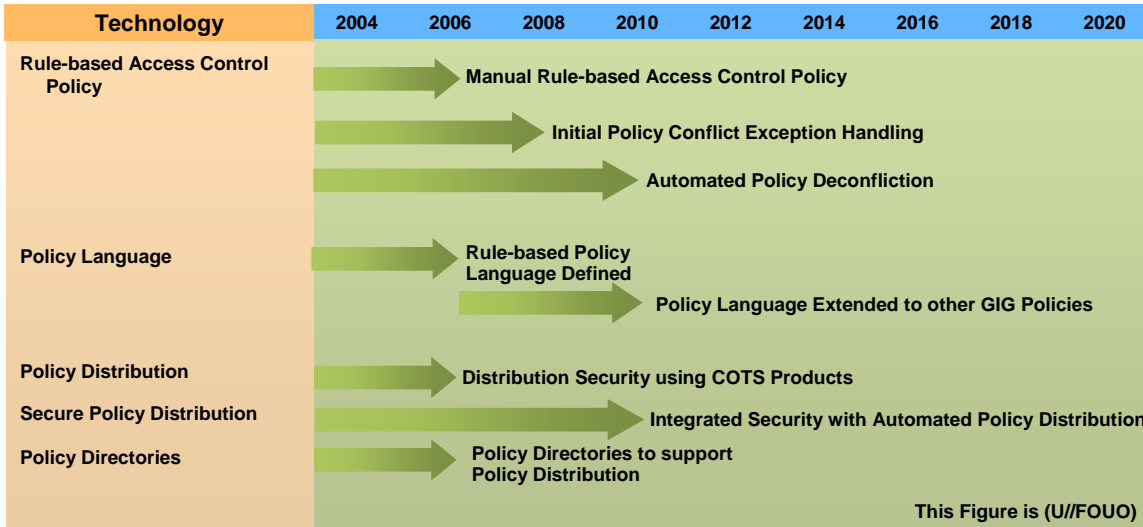 Technology 2004 2006 2008 2010 2012 2014 2016 2018 2020
Rule-based Access Control
Policy
Manual Rule-based Access Control Policy
Initial Policy Conflict Exception Handling
Automated Policy Deconfliction
Policy Language
Rule-based Policy
Language Defined
Policy Language Extended to other GIG Policies
Policy Distribution
Distribution Security using COTS Products
Secure Policy Distribution
Integrated Security with Automated Policy Distribution
Policy Directories
Policy Directories to support
Policy Distribution
This Figure is (U//FOUO)